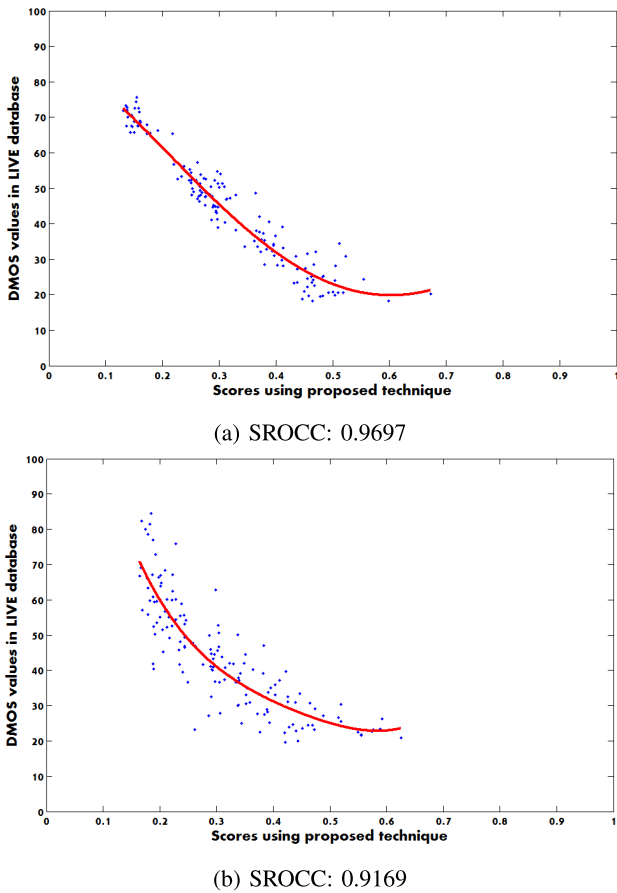 100
90
80
70
60
50
40
30
20
10
0
DMOS values in LIVE database
0 0.1 0.2 0.3 0.4 0.5 0.6 0.7 0.8 0.9 1
Scores using proposed technique
(a) SROCC: 0.9697
100
90
80
70
60
50
40
30
20
10
0
DMOS values in LIVE database
0 0.1 0.2 0.3 0.4 0.5 0.6 0.7 0.8 0.9 1
Scores using proposed technique
(b) SROCC: 0.9169